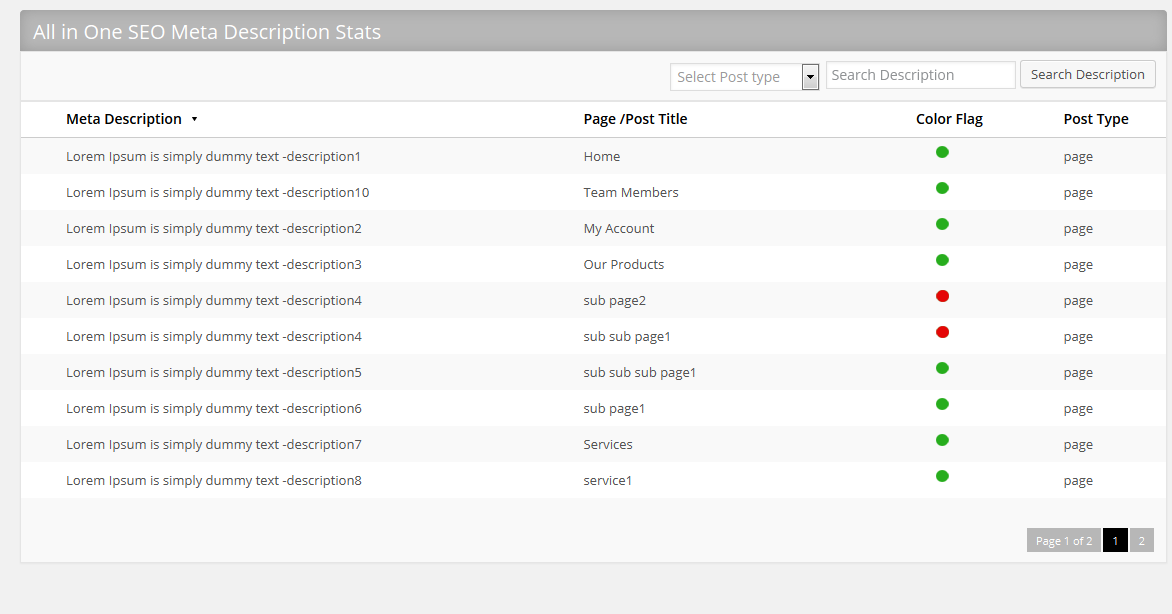 All in One SEO Meta Description Stats
Select Post type Search Description Search Description
Meta Description Page /Post Title Color Flag Post Type
Lorem Ipsum is simply dummy text -description1 Home page
Lorem Ipsum is simply dummy text -description10 Team Members page
Lorem Ipsum is simply dummy text -description2 My Account page
Lorem Ipsum is simply dummy text -description3 Our Products page
Lorem Ipsum is simply dummy text -description4 sub page2 page
Lorem Ipsum is simply dummy text -description4 sub sub page1 page
Lorem Ipsum is simply dummy text -description5 sub sub sub page1 page
Lorem Ipsum is simply dummy text -description6 sub page1 page
Lorem Ipsum is simply dummy text -description7 Services page
Lorem Ipsum is simply dummy text -description8 service1 page
Page 1 of 2 1 2